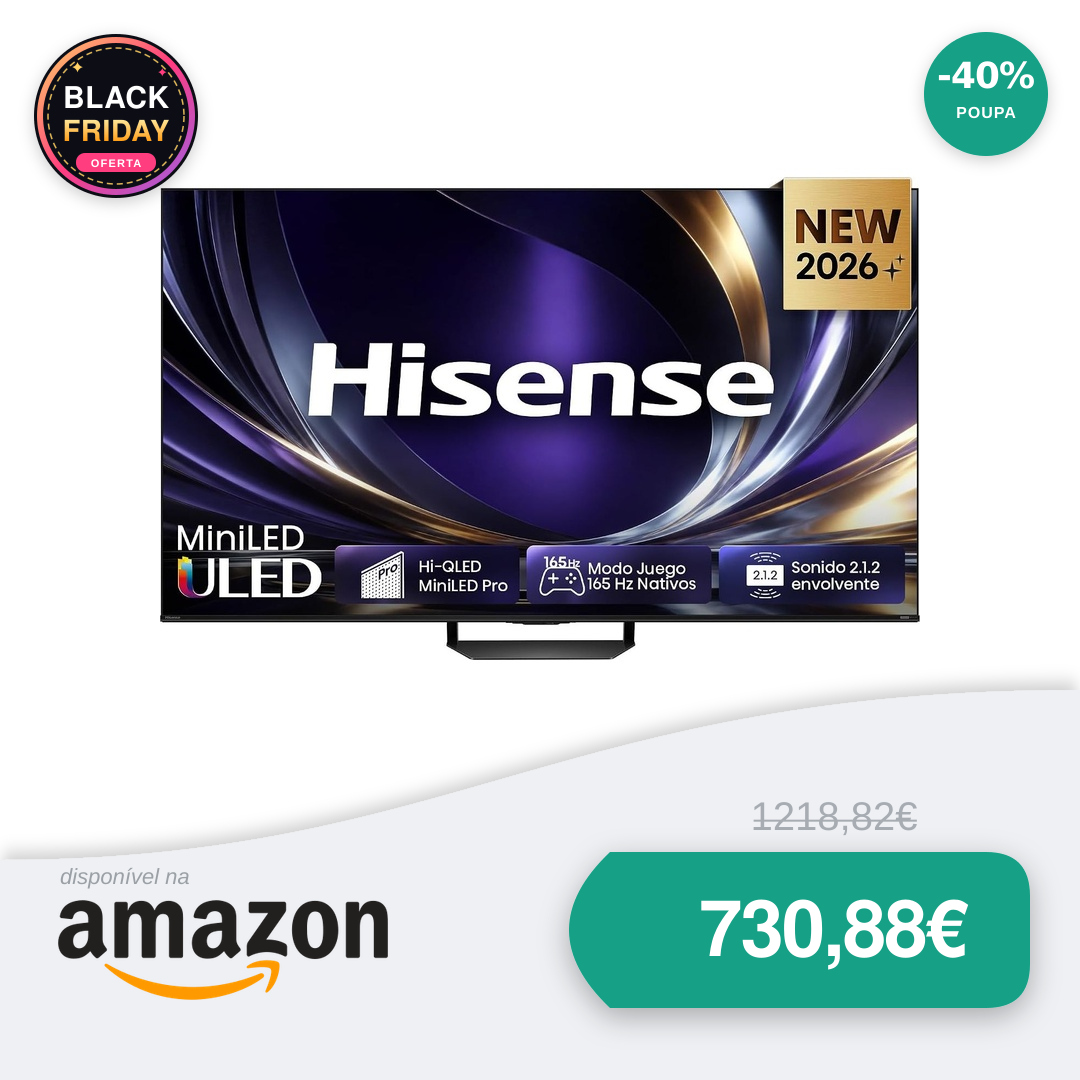 BLACK
FRIDAY
OFERTA
-40%
POUPA
NEW
2026
Hisense
MiniLED
ULED
PRO
Hi-QLED
MiniLED Pro
165Hz
Modo Juego
165 Hz Nativos
2.1.2
Sonido 2.1.2
envolvente
1218,82€
disponível na
amazon
730,88€